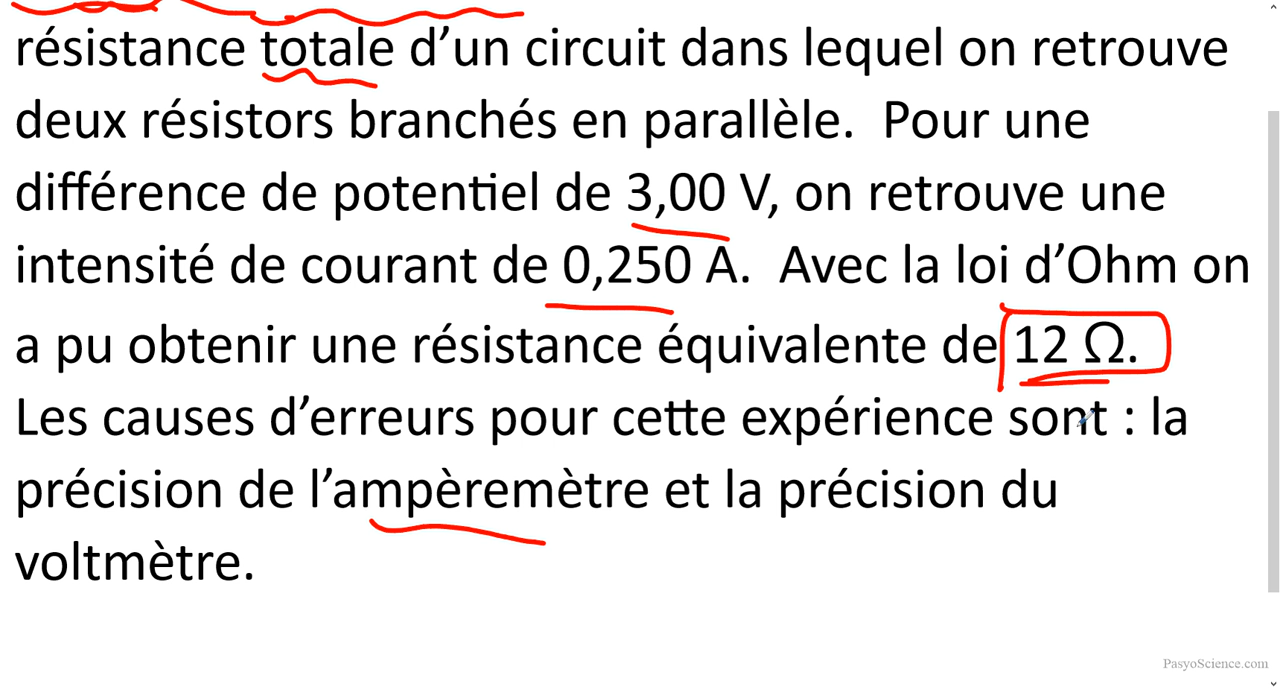 résistance totale d’un circuit dans lequel on retrouve
deux résistors branchés en parallèle.  Pour une
différence de potentiel de 3,00 V, on retrouve une
intensité de courant de 0,250 A.  Avec la loi d’Ohm on
a pu obtenir une résistance équivalente de 12 Ω.
Les causes d’erreurs pour cette expérience sont : la
précision de l’ampèremètre et la précision du
voltmètre.
PasyoScience.com